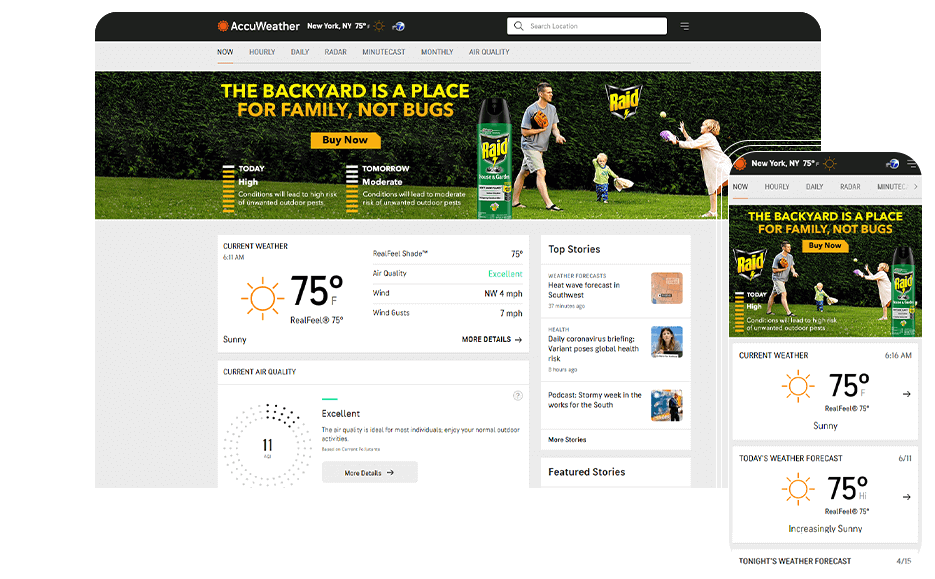 AccuWeather
New York, NY 75° F
Search Location
NOW HOURLY DAILY RADAR MINUTECAST MONTHLY AIR QUALITY
THE BACKYARD IS A PLACE
FOR FAMILY, NOT BUGS
Buy Now
TODAY
High
Conditions will lead to high risk
of unwanted outdoor pests
TOMORROW
Moderate
Conditions will lead to moderate
risk of unwanted outdoor pests
Raid
House & Garden
Raid
CURRENT WEATHER
6:11 AM
75° F
RealFeel® 75°
Sunny
RealFeel Shade™ 75°
Air Quality Excellent
Wind NW 4 mph
Wind Gusts 7 mph
MORE DETAILS
CURRENT AIR QUALITY
11
AQI
Excellent
The air quality is ideal for most individuals; enjoy your normal outdoor
activities.
Based on Current Pollutants
More Details
Top Stories
WEATHER FORECASTS
Heat wave forecast in
Southwest
37 minutes ago
HEALTH
Daily coronavirus briefing:
Variant poses global health
risk
8 hours ago
Podcast: Stormy week in the
works for the South
More Stories
Featured Stories
New York, NY 75° F
NOW HOURLY DAILY RADAR MINUTEC
THE BACKYARD IS A PLACE
FOR FAMILY, NOT BUGS
Buy Now
Raid
TODAY
High
Conditions will lead to high risk
of unwanted outdoor pests
Raid
CURRENT WEATHER 6:16 AM
75° F
RealFeel® 75°
Sunny
TODAY'S WEATHER FORECAST 6/11
75° Hi
RealFeel® 75°
Increasingly Sunny
TONIGHT'S WEATHER FORECAST 4/15